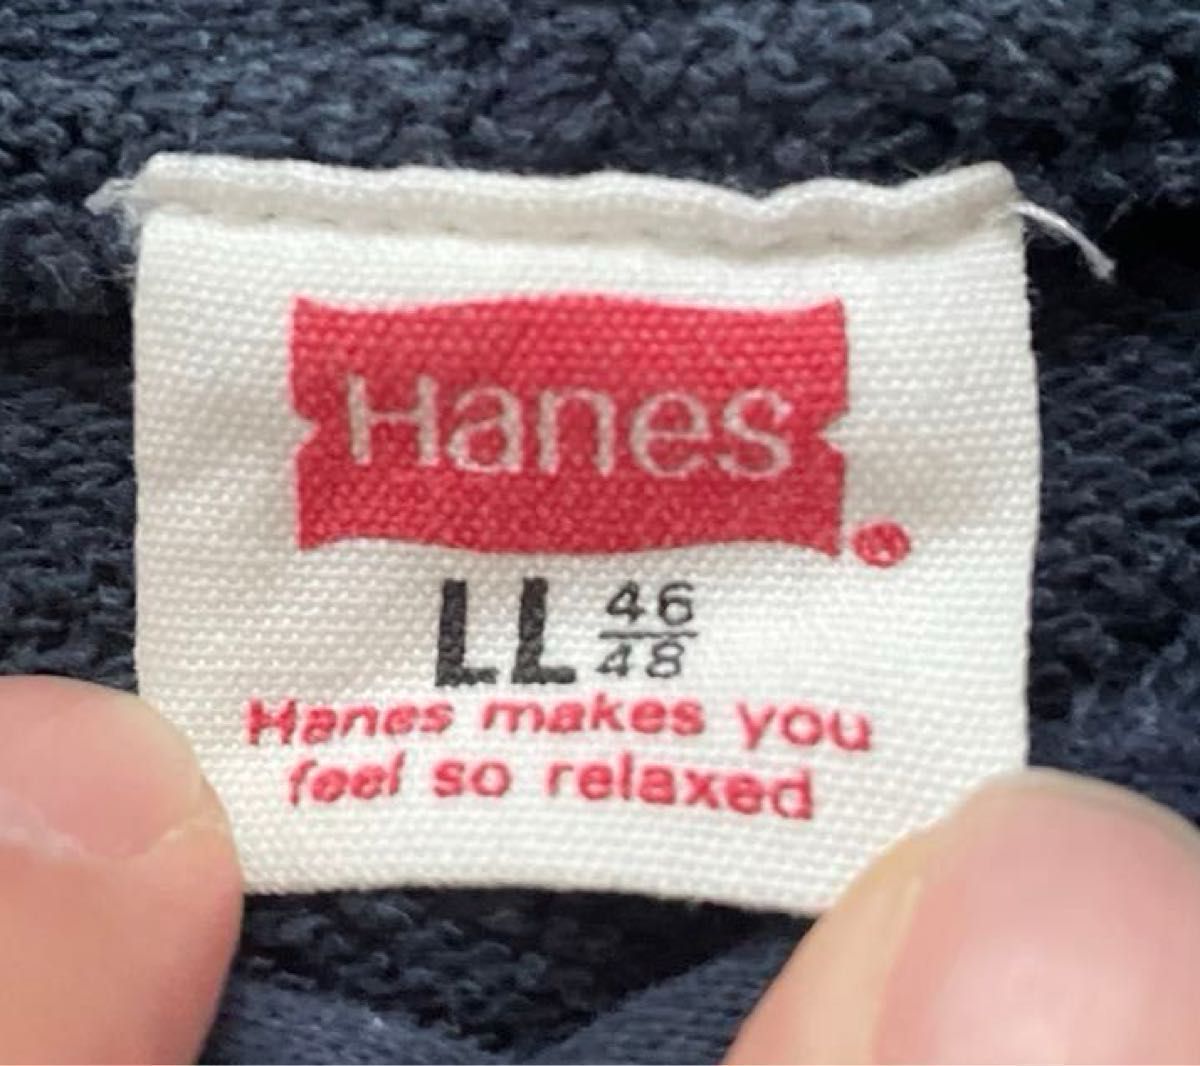 Hanes
LL 46/48
Hanes makes you
feel so relaxed